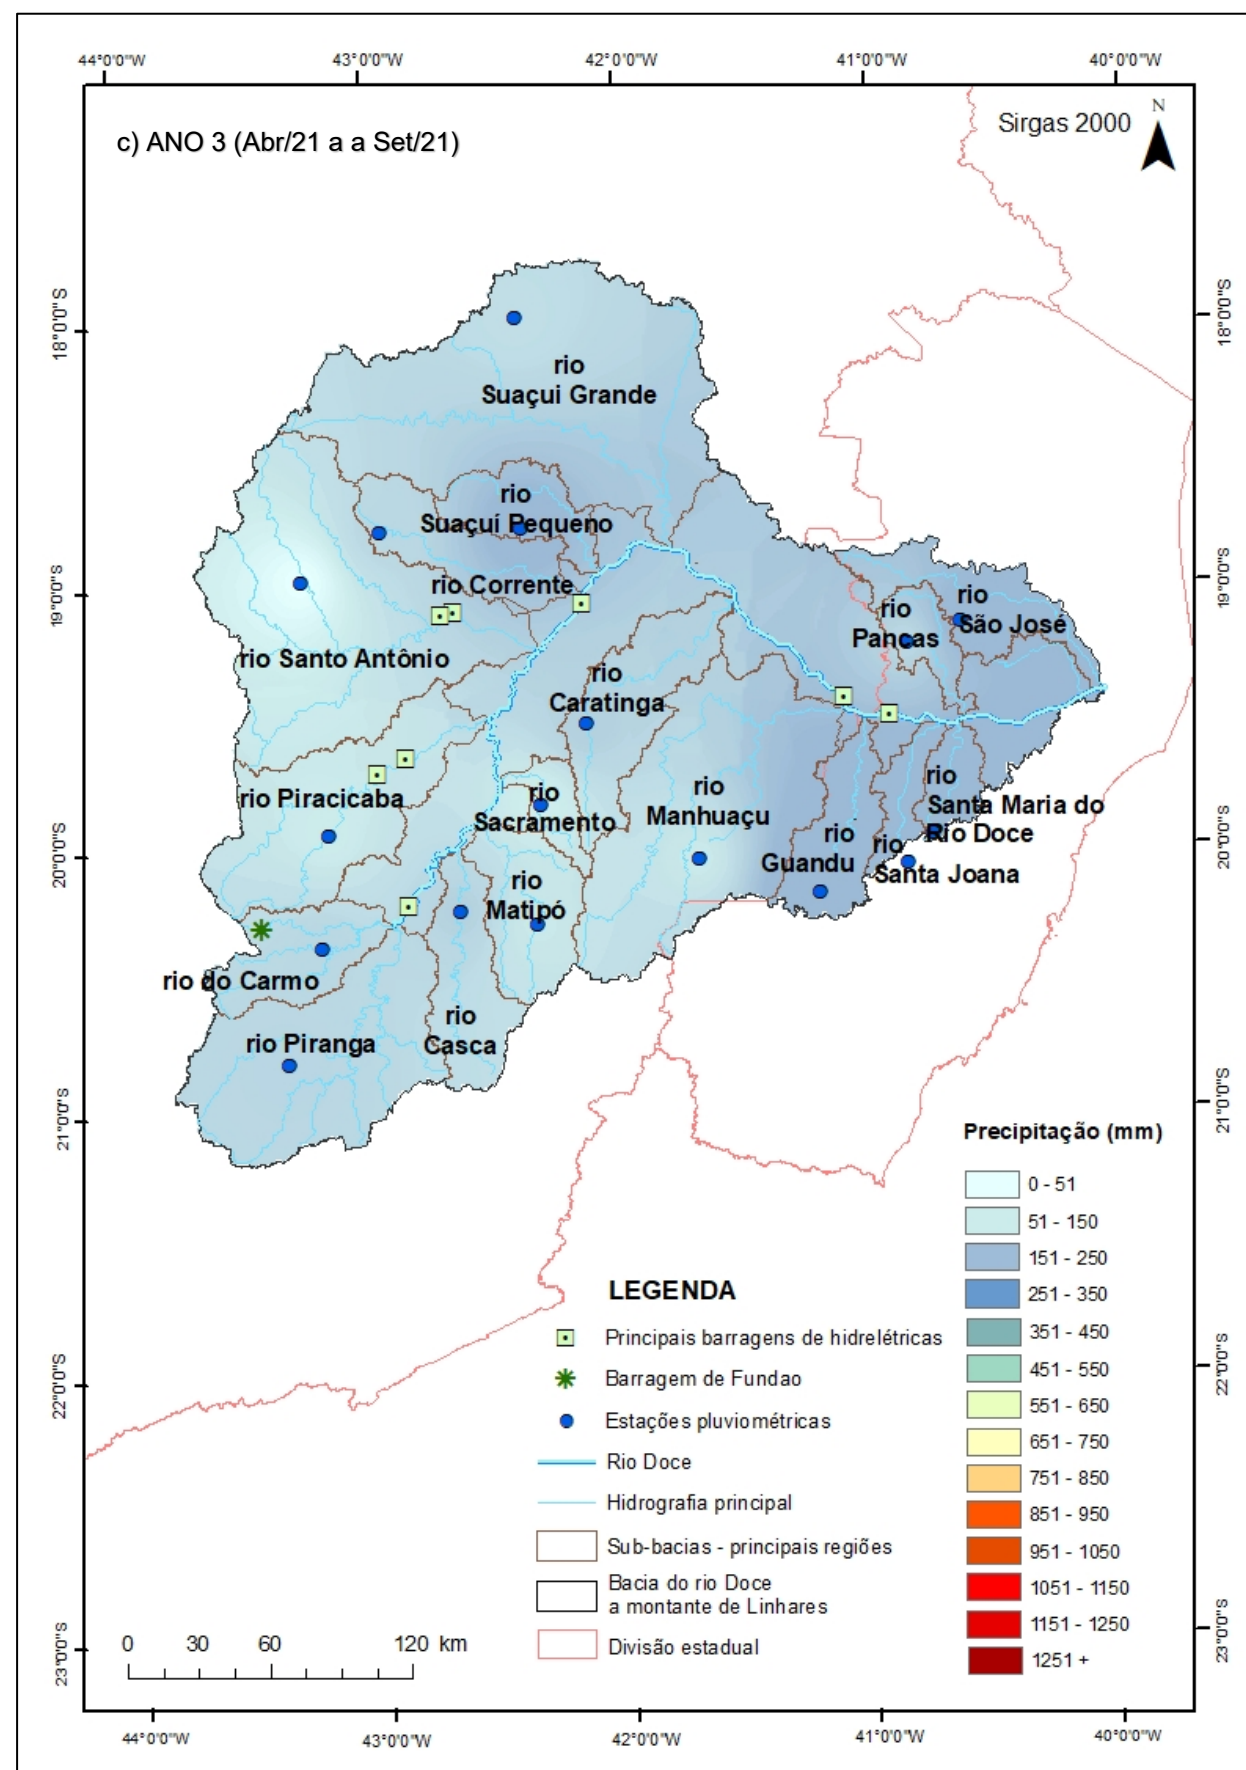 44°0'0"W 43°0'0"W 42°0'0"W 41°0'0"W 40°0'0"W
c) ANO 3 (Abr/21 a a Set/21)
Sirgas 2000
N
18°0'0"S
18°0'0"S
rio
Suaçui Grande
rio
Suaçuí Pequeno
rio Corrente
19°0'0"S
19°0'0"S
rio
Pancas
rio
São José
rio Santo Antônio
rio
Caratinga
rio Piracicaba
rio
Sacramento
rio
Manhuaçu
rio
Santa Maria do
Rio Doce
rio
Guandu
rio
Santa Joana
20°0'0"S
20°0'0"S
rio
Matipó
rio do Carmo
rio
Casca
rio Piranga
21°0'0"S
21°0'0"S
Precipitação (mm)
0 - 51
51 - 150
151 - 250
251 - 350
351 - 450
451 - 550
551 - 650
651 - 750
751 - 850
851 - 950
951 - 1050
1051 - 1150
1151 - 1250
1251 +
LEGENDA
Principais barragens de hidrelétricas
Barragem de Fundao
Estações pluviométricas
Rio Doce
Hidrografia principal
Sub-bacias - principais regiões
Bacia do rio Doce
a montante de Linhares
Divisão estadual
22°0'0"S
22°0'0"S
0 30 60 120 km
23°0'0"S
23°0'0"S
44°0'0"W 43°0'0"W 42°0'0"W 41°0'0"W 40°0'0"W